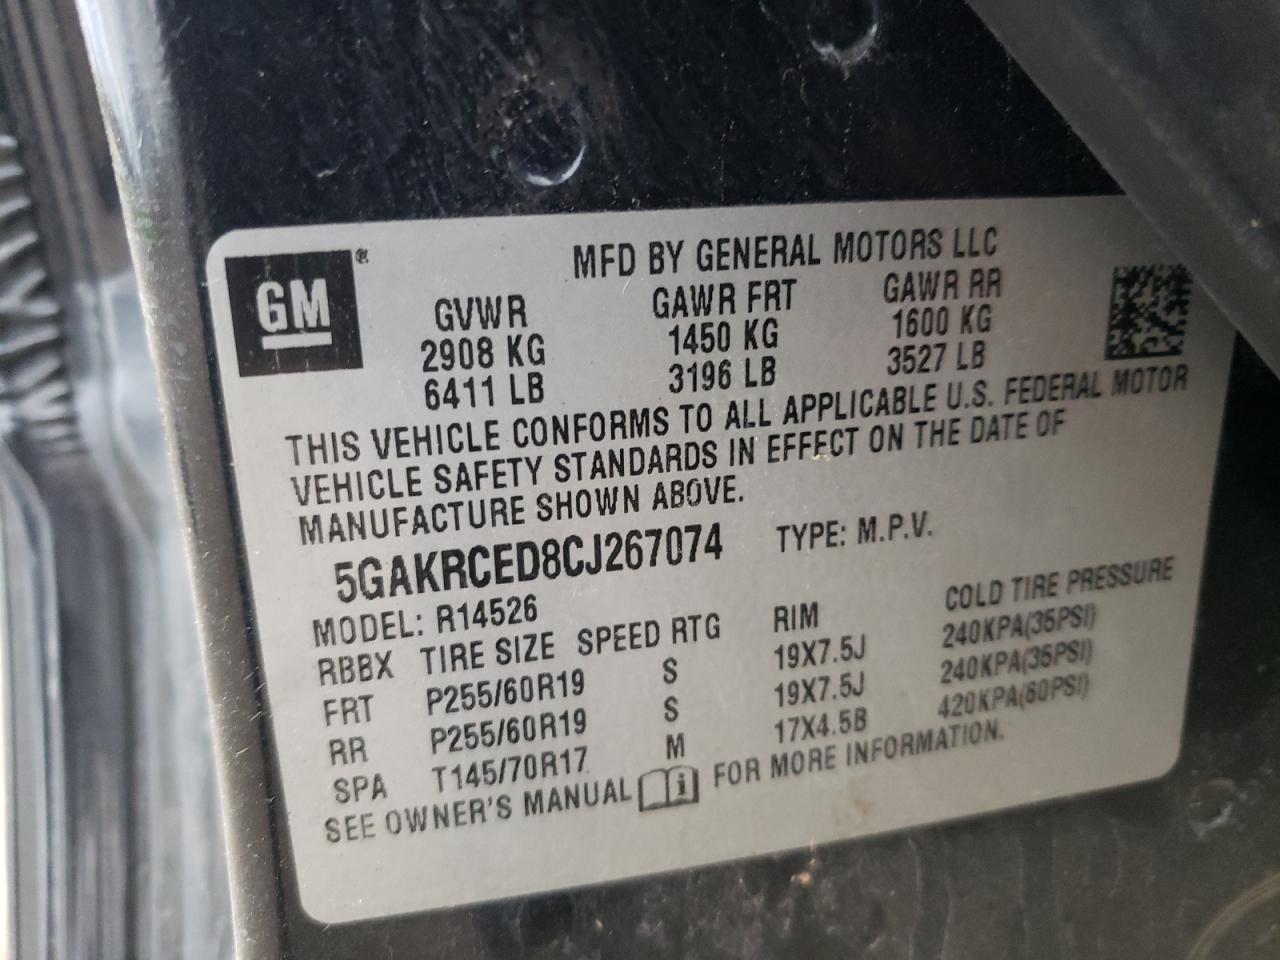 MFD BY GENERAL MOTORS LLC
GM ®
GVWR GAWR FRT GAWR RR
2908 KG 1450 KG 1600 KG
6411 LB 3196 LB 3527 LB
THIS VEHICLE CONFORMS TO ALL APPLICABLE U.S. FEDERAL MOTOR
VEHICLE SAFETY STANDARDS IN EFFECT ON THE DATE OF
MANUFACTURE SHOWN ABOVE.
5GAKRCED8CJ267074 TYPE: M.P.V.
MODEL: R14526
RBBX TIRE SIZE SPEED RTG RIM COLD TIRE PRESSURE
FRT P255/60R19 S 19X7.5J 240KPA(35PSI)
RR P255/60R19 S 19X7.5J 240KPA(35PSI)
SPA T145/70R17 M 17X4.5B 420KPA(60PSI)
SEE OWNER'S MANUAL FOR MORE INFORMATION.